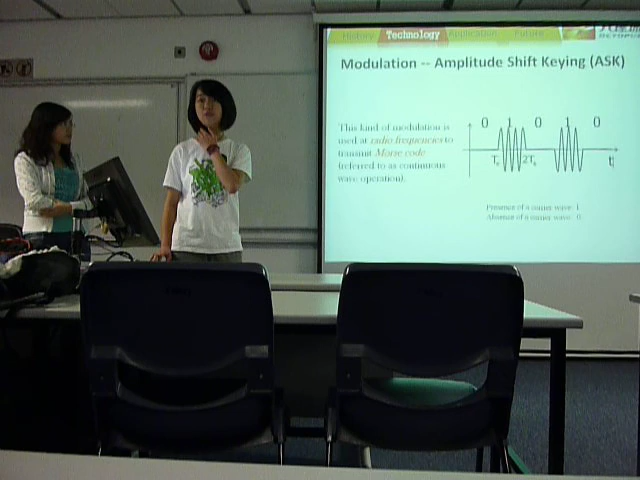 History Technology Application Future
Modulation -- Amplitude Shift Keying (ASK)
This kind of modulation is
used at radio frequencies to
transmit Morse code
(referred to as continuous
wave operation).
0 1 0 1 0
2T
t
Presence of a carrier wave: 1
Absence of a carrier wave: 0